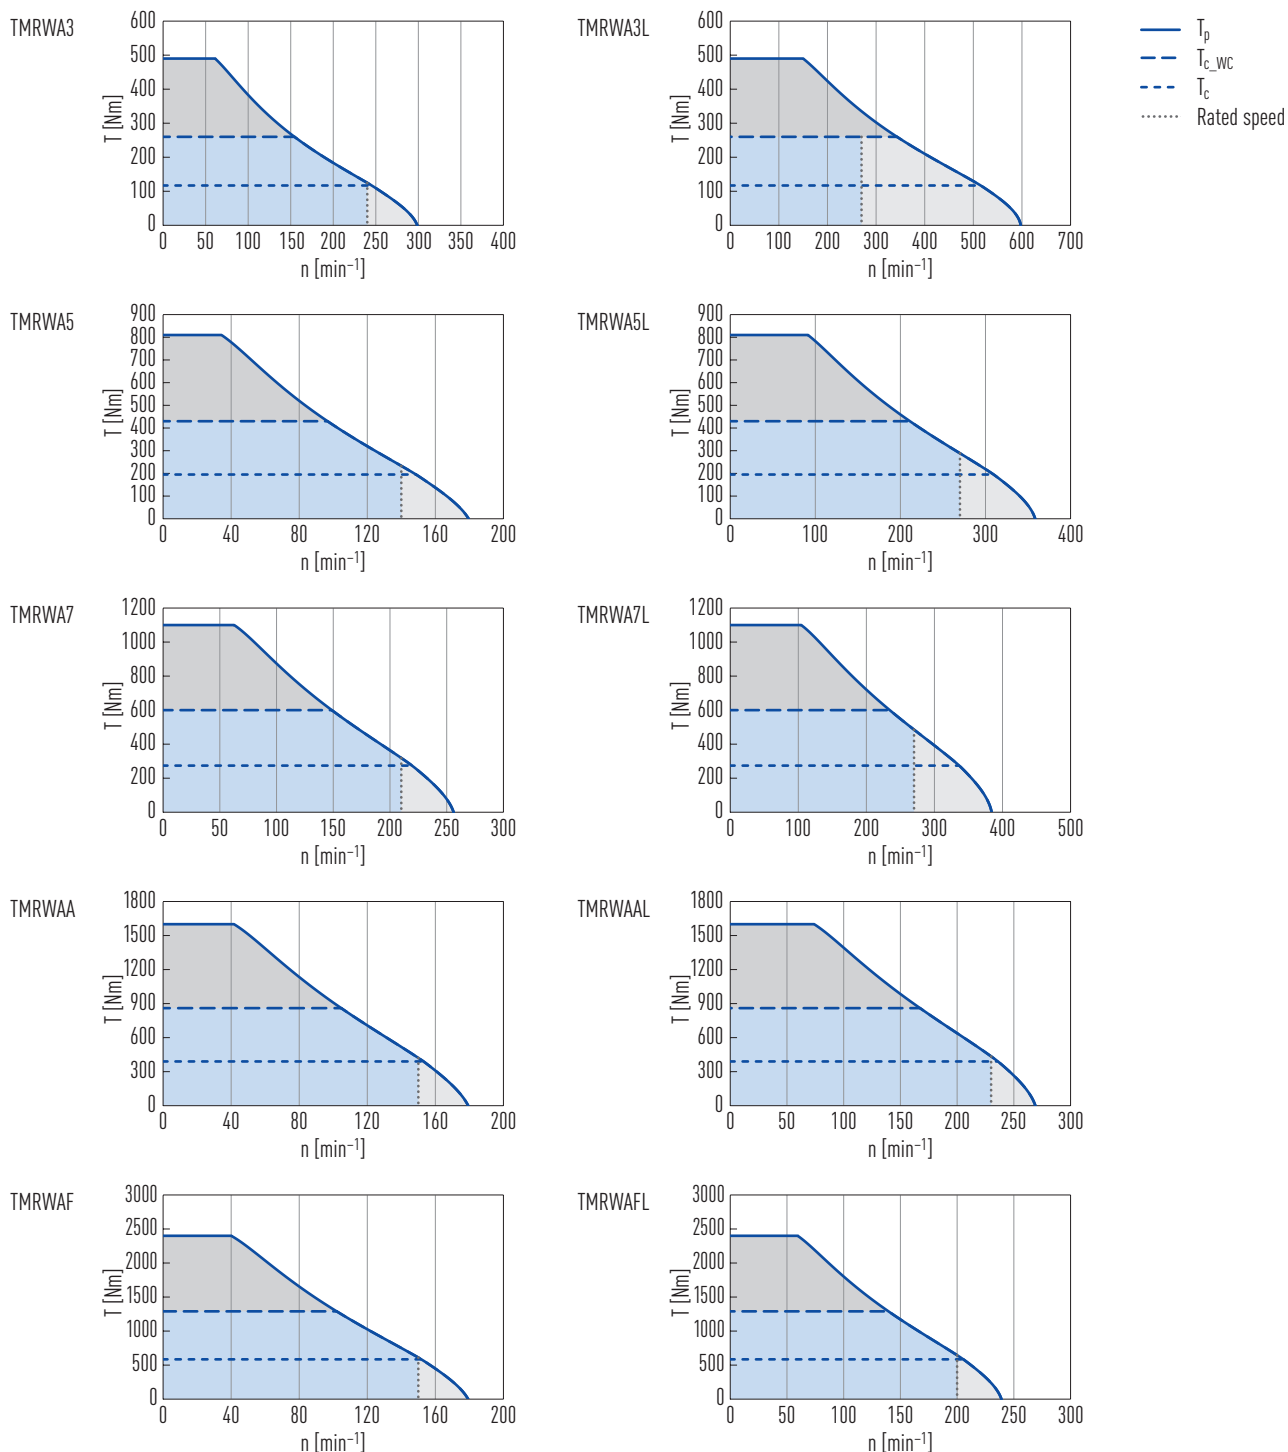 TMRWA3
T [Nm]
600
500
400
300
200
100
0
0 50 100 150 200 250 300 350 400
n [min⁻¹]
TMRWA3L
T [Nm]
600
500
400
300
200
100
0
0 100 200 300 400 500 600 700
n [min⁻¹]
Tₚ
T_c_WC
T_c
Rated speed
TMRWA5
T [Nm]
900
800
700
600
500
400
300
200
100
0
0 40 80 120 160 200
n [min⁻¹]
TMRWA5L
T [Nm]
900
800
700
600
500
400
300
200
100
0
0 100 200 300 400
n [min⁻¹]
TMRWA7
T [Nm]
1200
1000
800
600
400
200
0
0 50 100 150 200 250 300
n [min⁻¹]
TMRWA7L
T [Nm]
1200
1000
800
600
400
200
0
0 100 200 300 400 500
n [min⁻¹]
TMRWAA
T [Nm]
1800
1500
1200
900
600
300
0
0 40 80 120 160 200
n [min⁻¹]
TMRWAAL
T [Nm]
1800
1500
1200
900
600
300
0
0 50 100 150 200 250 300
n [min⁻¹]
TMRWAF
T [Nm]
3000
2500
2000
1500
1000
500
0
0 40 80 120 160 200
n [min⁻¹]
TMRWAFL
T [Nm]
3000
2500
2000
1500
1000
500
0
0 50 100 150 200 250 300
n [min⁻¹]